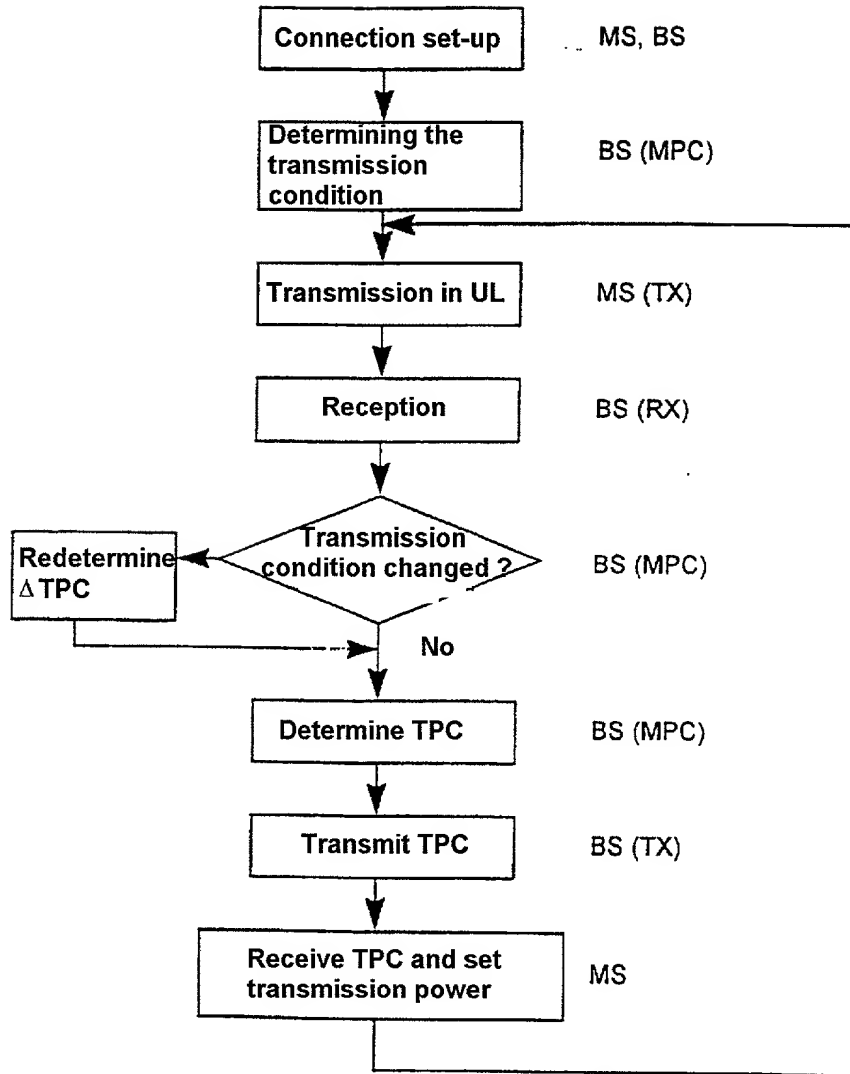 Connection set-up
MS, BS
Determining the
transmission
condition
BS (MPC)
Transmission in UL
MS (TX)
Reception
BS (RX)
Transmission
condition changed ?
BS (MPC)
Redetermine
Δ TPC
No
Determine TPC
BS (MPC)
Transmit TPC
BS (TX)
Receive TPC and set
transmission power
MS